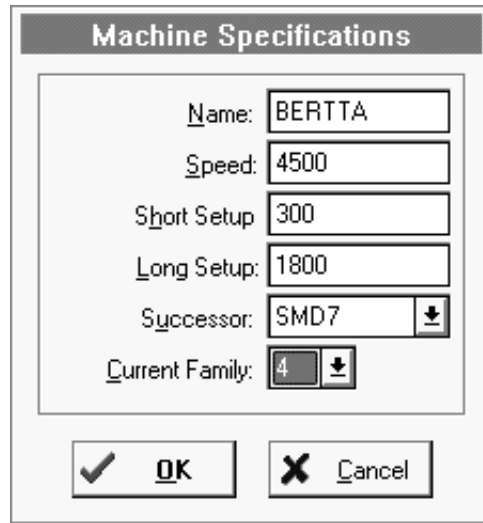 Machine Specifications
Name: BERTTA
Speed: 4500
Short Setup 300
Long Setup: 1800
Successor: SMD7
Current Family: 4
OK Cancel